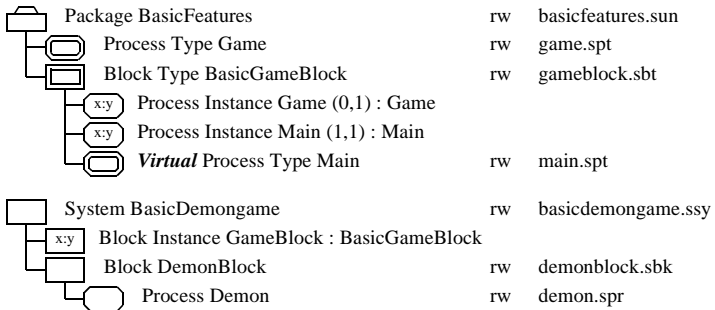 Package BasicFeatures rw basicfeatures.sun
Process Type Game rw game.spt
Block Type BasicGameBlock rw gameblock.sbt
x:y Process Instance Game (0,1) : Game
x:y Process Instance Main (1,1) : Main
Virtual Process Type Main rw main.spt
System BasicDemongame rw basicdemongame.ssy
x:y Block Instance GameBlock : BasicGameBlock
Block DemonBlock rw demonblock.sbk
Process Demon rw demon.spr